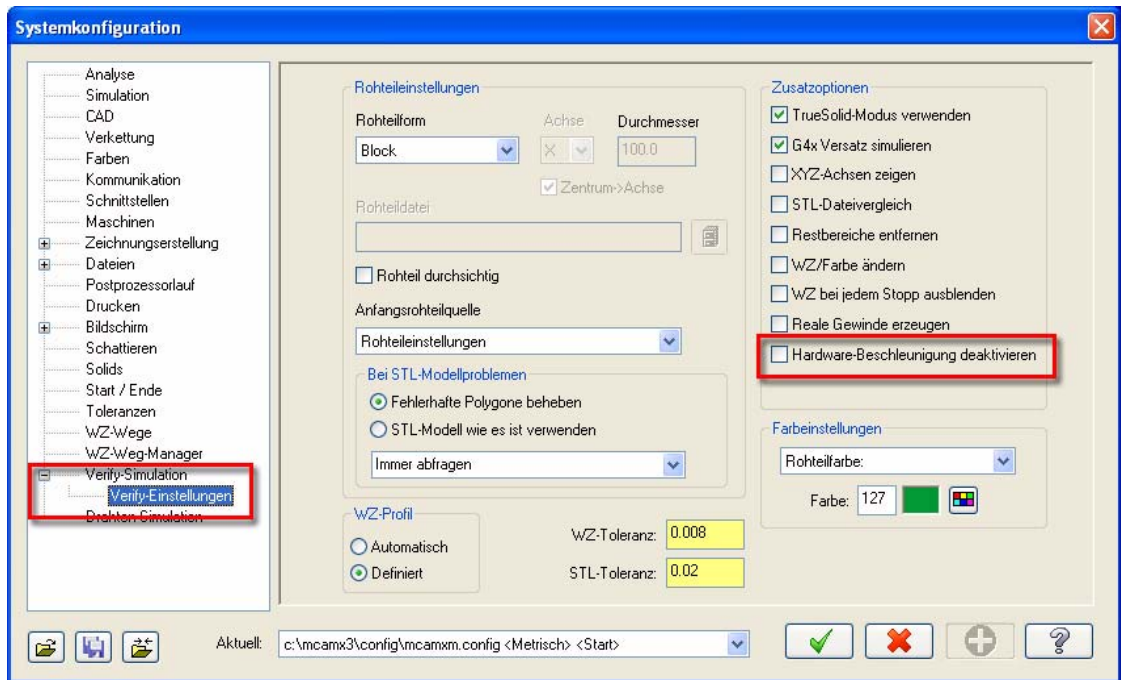 Systemkonfiguration
Analyse
Simulation
CAD
Verkettung
Farben
Kommunikation
Schnittstellen
Maschinen
Zeichnungserstellung
Dateien
Postprozessorlauf
Drucken
Bildschirm
Schattieren
Solids
Start / Ende
Toleranzen
WZ-Wege
WZ-Weg-Manager
Verify-Simulation
Verify-Einstellungen
Rohteileinstellungen
Rohteilform
Achse
Durchmesser
Block
X
100.0
Zentrum->Achse
Rohteildatei
Rohteil durchsichtig
Anfangsrohteilquelle
Rohteileinstellungen
Bei STL-Modellproblemen
Fehlerhafte Polygone beheben
STL-Modell wie es ist verwenden
Immer abfragen
WZ-Profil
Automatisch
Definiert
WZ-Toleranz: 0.008
STL-Toleranz: 0.02
Zusatzoptionen
TrueSolid-Modus verwenden
G4x Versatz simulieren
XYZ-Achsen zeigen
STL-Dateivergleich
Restbereiche entfernen
WZ/Farbe ändern
WZ bei jedem Stopp ausblenden
Reale Gewinde erzeugen
Hardware-Beschleunigung deaktivieren
Farbeinstellungen
Rohteilfarbe:
Farbe: 127
Aktuell: c:\mcamx3\config\mcamxm.config <Metrisch> <Start>